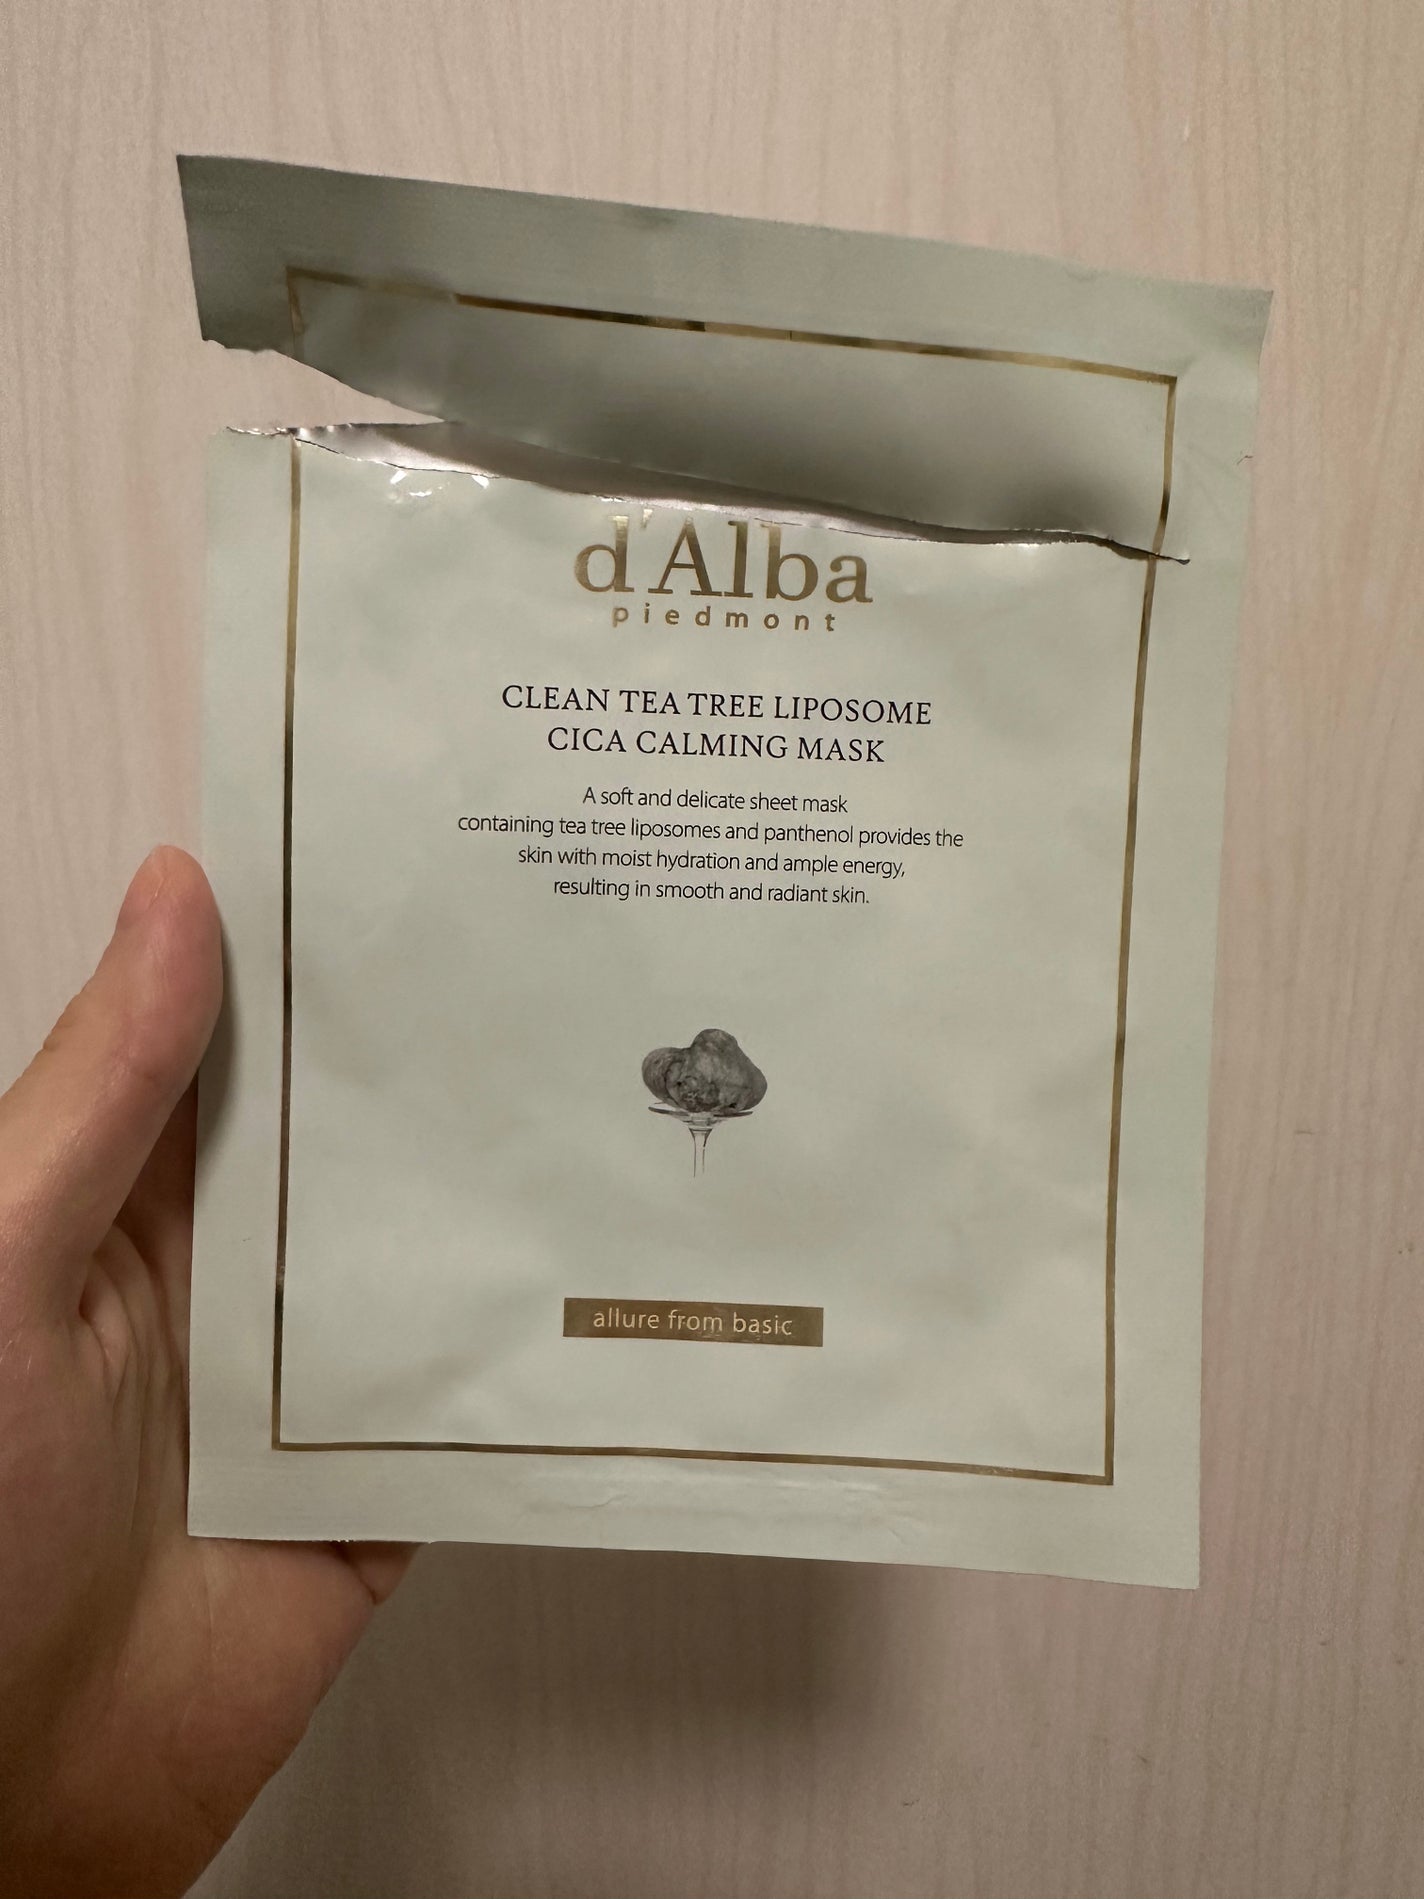 d'Alba
piedmont
CLEAN TEA TREE LIPOSOME
CICA CALMING MASK
A soft and delicate sheet mask
containing tea tree liposomes and panthenol provides the
skin with moist hydration and ample energy,
resulting in smooth and radiant skin.
allure from basic